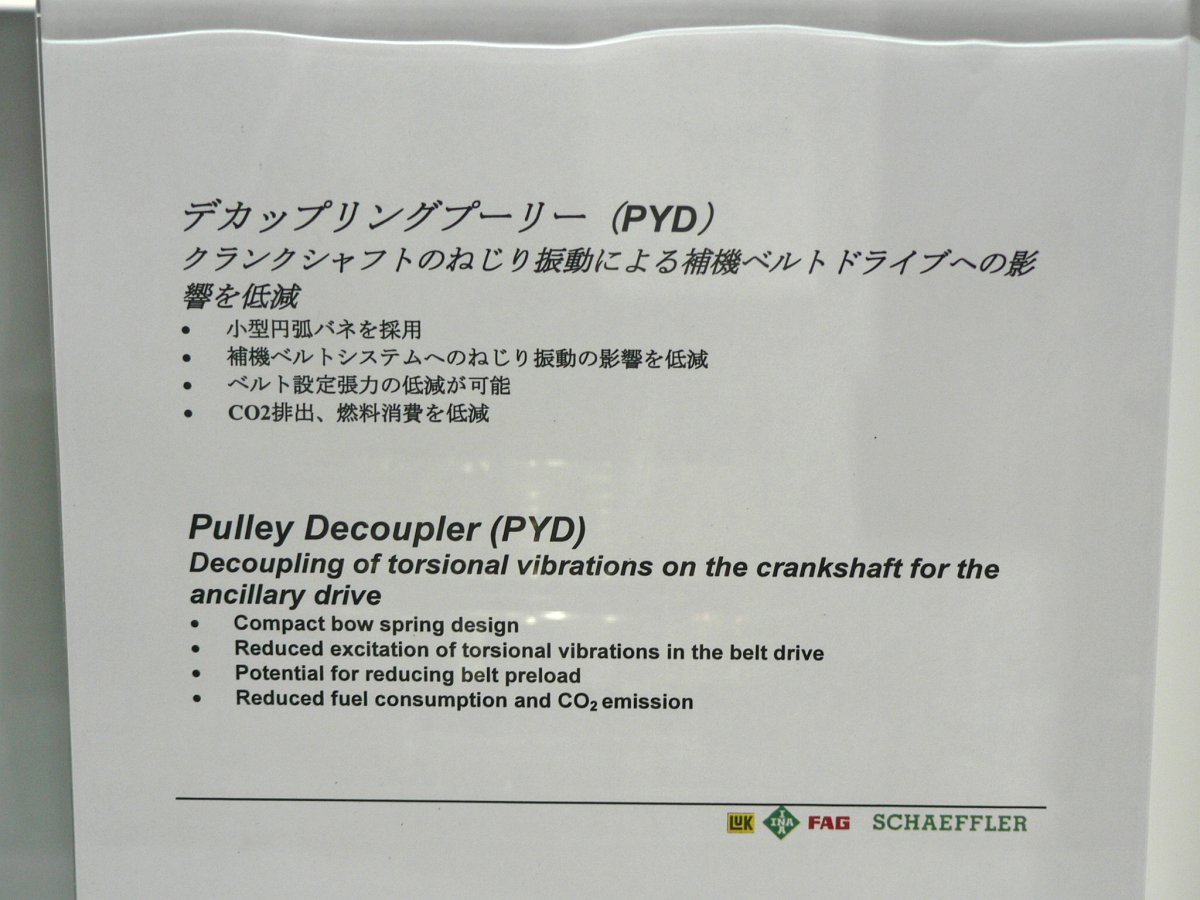 デカップリングプーリー（PYD）
クランクシャフトのねじり振動による補機ベルトドライブへの影
響を低減
• 小型円弧バネを採用
• 補機ベルトシステムへのねじり振動の影響を低減
• ベルト設定張力の低減が可能
• CO2排出、燃料消費を低減
Pulley Decoupler (PYD)
Decoupling of torsional vibrations on the crankshaft for the
ancillary drive
• Compact bow spring design
• Reduced excitation of torsional vibrations in the belt drive
• Potential for reducing belt preload
• Reduced fuel consumption and CO₂ emission
LUK INA FAG SCHAEFFLER